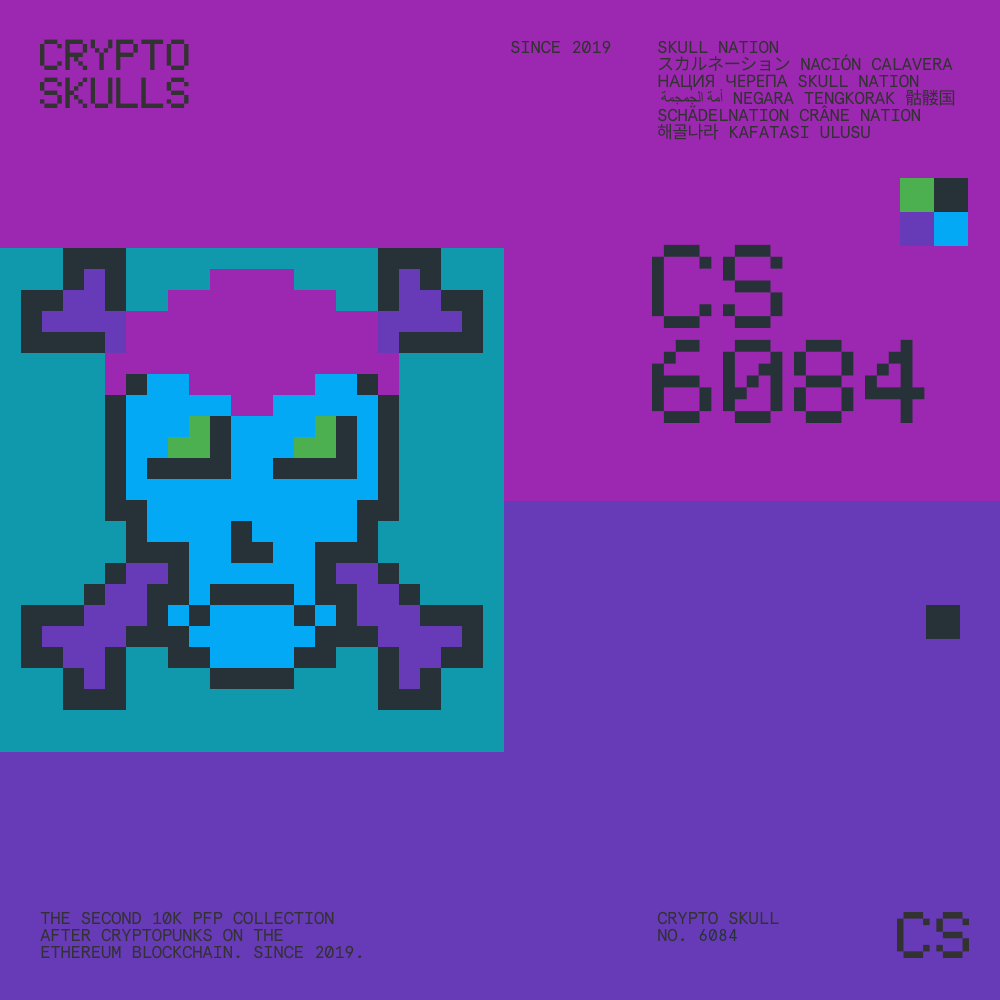 CRYPTO
SKULLS
SINCE 2019
SKULL NATION
スカルネーション NACIÓN CALAVERA
НАЦИЯ ЧЕРЕПА SKULL NATION
أمة الجمجمة NEGARA TENGKORAK 骷髅国
SCHÄDELNATION CRÂNE NATION
해골나라 KAFATASI ULUSU
CS
6084
THE SECOND 10K PFP COLLECTION
AFTER CRYPTOPUNKS ON THE
ETHEREUM BLOCKCHAIN. SINCE 2019.
CRYPTO SKULL
NO. 6084
CS